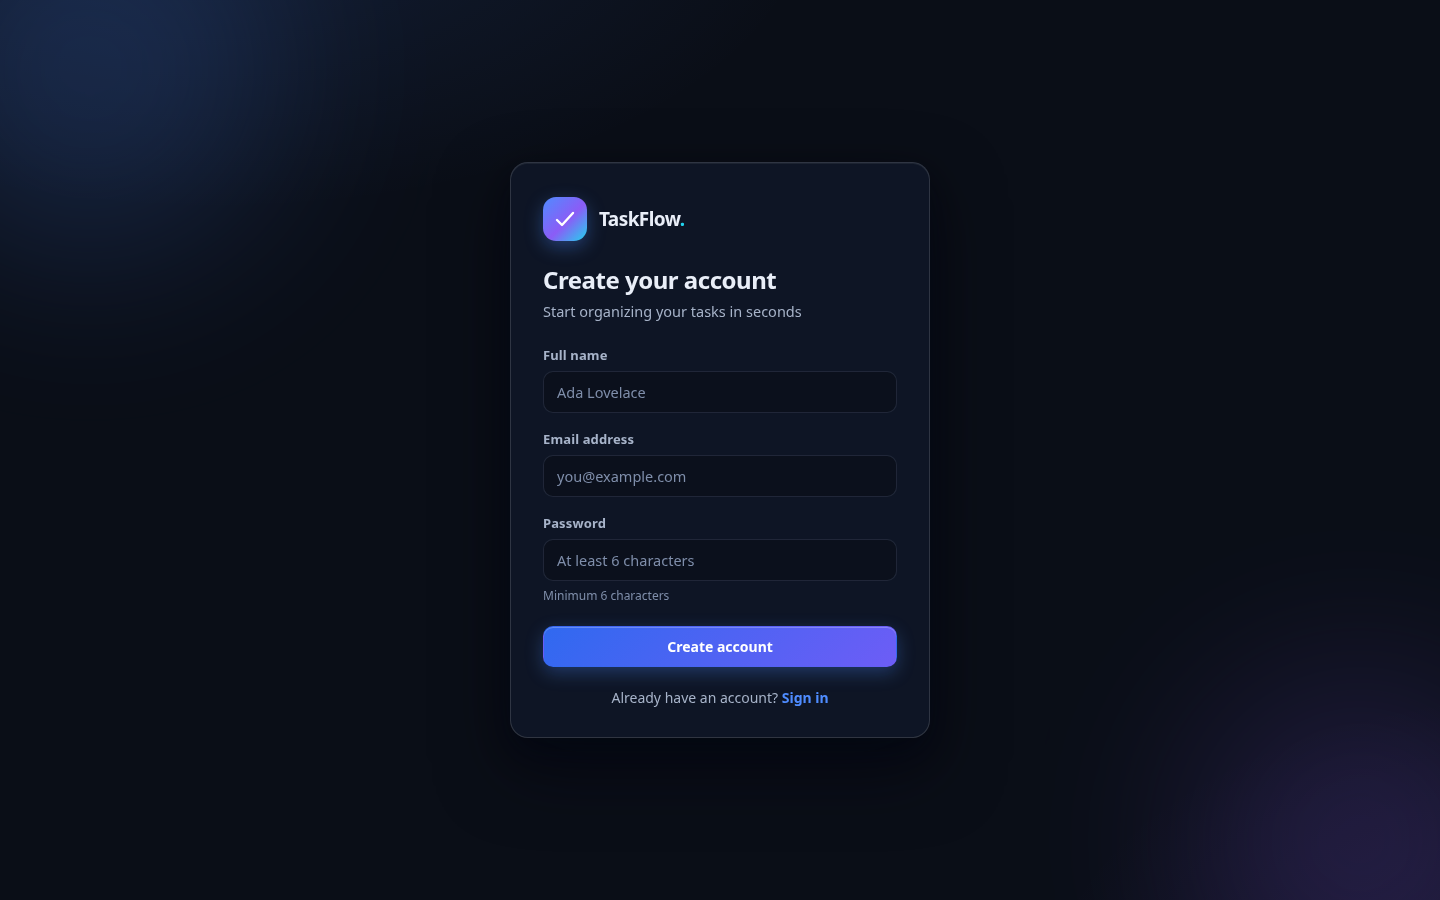 TaskFlow.
Create your account
Start organizing your tasks in seconds
Full name
Ada Lovelace
Email address
you@example.com
Password
At least 6 characters
Minimum 6 characters
Create account
Already have an account? Sign in